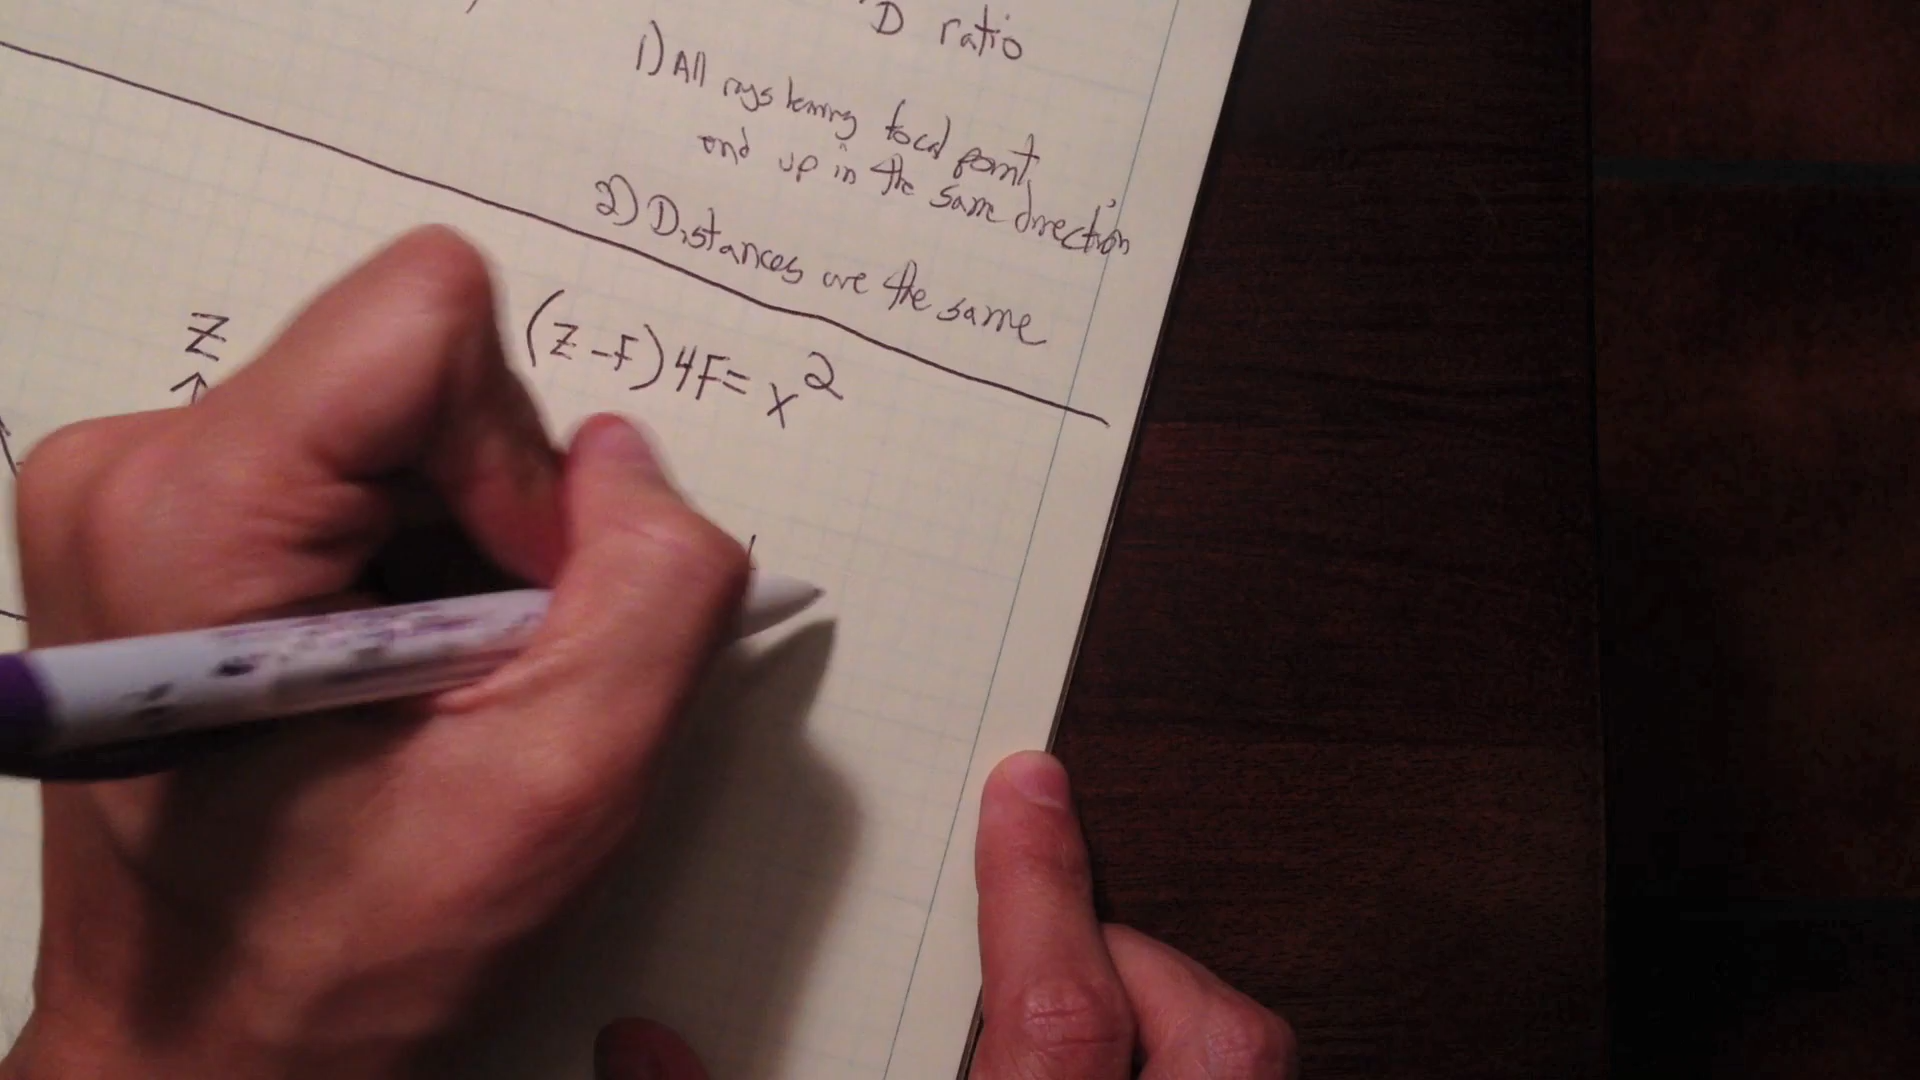 D ratio
1) All rays leaving focal point
end up in the same direction
2) Distances are the same
Z
(z-F)4F=x²